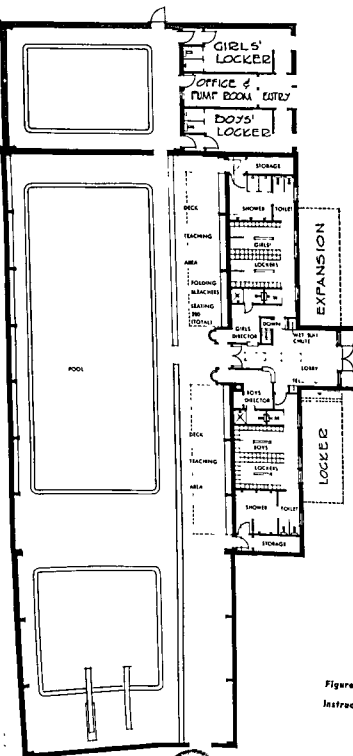 GIRLS'
LOCKER
OFFICE &
PUMP ROOM ENTRY
BOYS'
LOCKER
STORAGE
SHOWER TOILET
GIRLS'
LOCKERS
DECK
TEACHING
AREA
FOLDING
BLEACHERS
SEATING
(TOTAL)
EXPANSION
GIRLS
DIRECTOR
DOWN
WET SUIT
CHUTE
LOBBY
TEL.
POOL
BOYS
DIRECTOR
DECK
TEACHING
AREA
BOYS
LOCKERS
LOCKER
SHOWER TOILET
STORAGE
Figure
Instruc